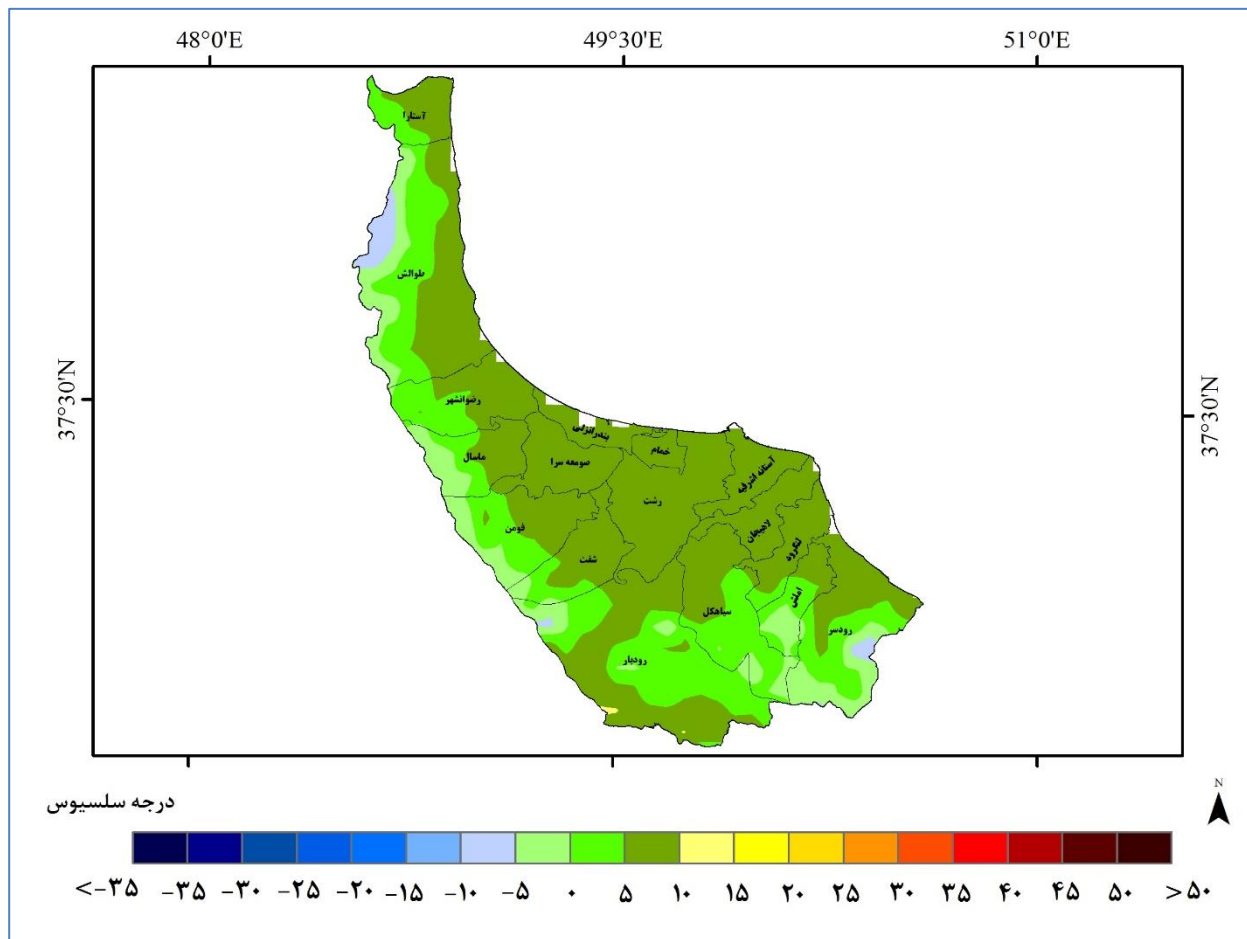 48°0'E 49°30'E 51°0'E
آستارا
طوالش
37°30'N
37°30'N
رضوانشهر
بندرانزلی
خمام
ماسال
صومعه سرا
آستانه اشرفیه
رشت
فومن
لاهیجان
لنگرود
شفت
املش
سیاهکل
رودسر
رودبار
درجه سلسیوس
N
<-۳۵ -۳۵ -۳۰ -۲۵ -۲۰ -۱۵ -۱۰ -۵ ۰ ۵ ۱۰ ۱۵ ۲۰ ۲۵ ۳۰ ۳۵ ۴۰ ۴۵ ۵۰ >۵۰